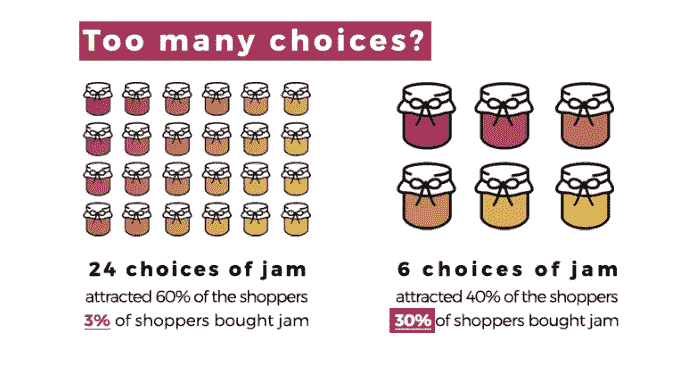 Too many choices?
24 choices of jam
attracted 60% of the shoppers
3% of shoppers bought jam
6 choices of jam
attracted 40% of the shoppers
30% of shoppers bought jam